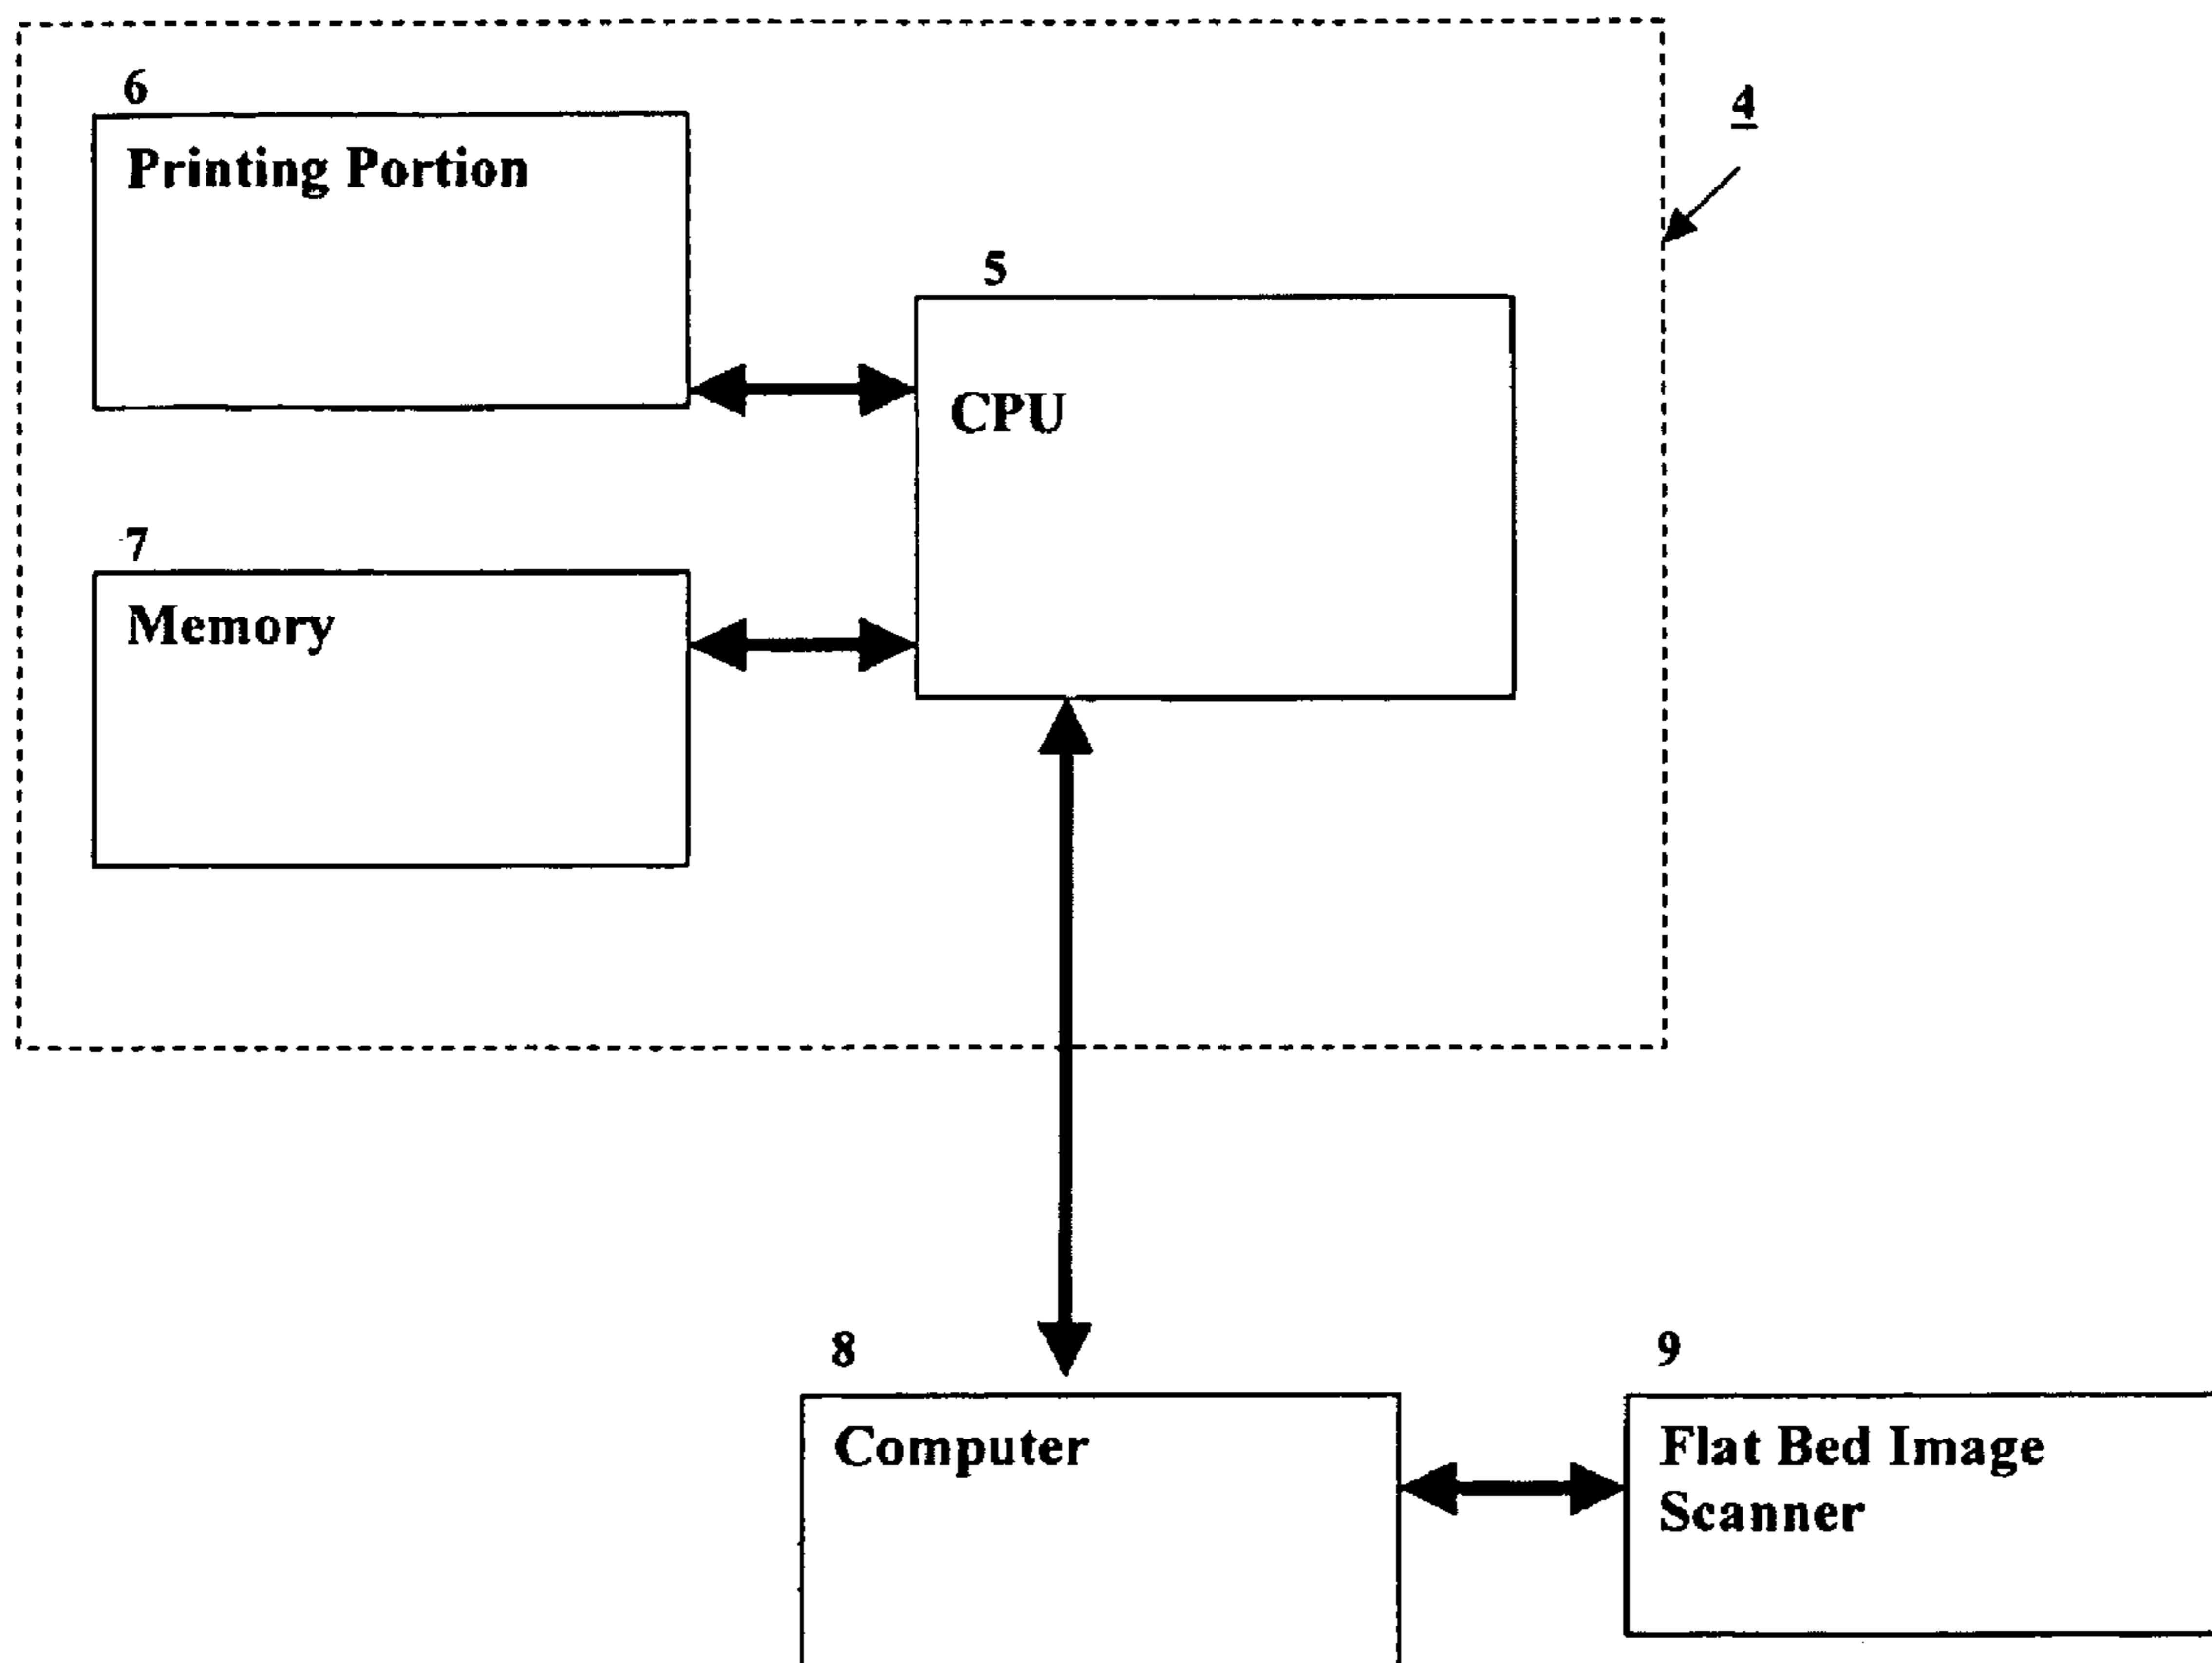 6
Printing Portion
4
5
CPU
7
Memory
8
Computer
9
Flat Bed Image
Scanner